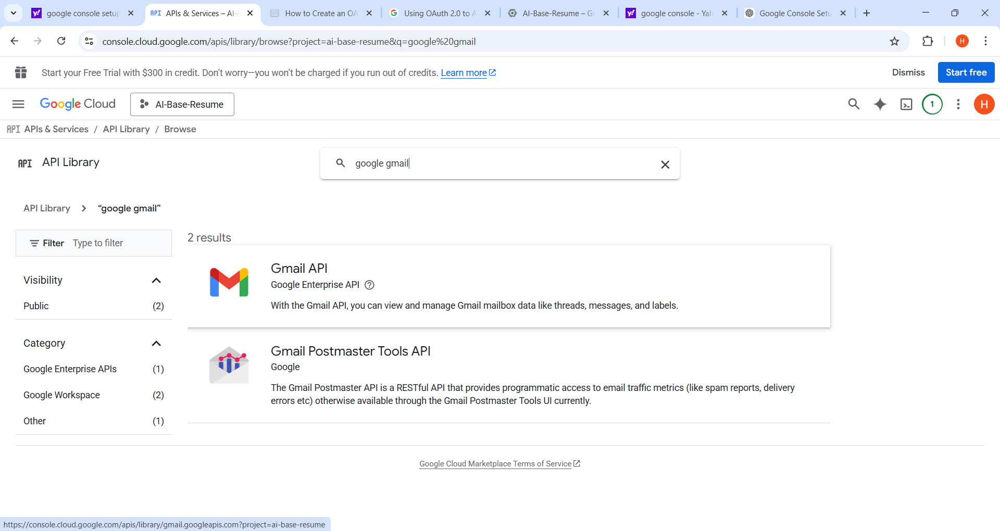 google console setup
APIs & Services – AI-
How to Create an OA
Using OAuth 2.0 to A
AI-Base-Resume – Go
google console - Yah
Google Console Setu
console.cloud.google.com/apis/library/browse?project=ai-base-resume&q=google%20gmail
H
Start your Free Trial with $300 in credit. Don’t worry—you won’t be charged if you run out of credits. Learn more
Dismiss
Start free
Google Cloud
AI-Base-Resume
1
H
API APIs & Services / API Library / Browse
API API Library
google gmail
API Library > “google gmail”
Filter Type to filter
2 results
Visibility
Public (2)
Category
Google Enterprise APIs (1)
Google Workspace (2)
Other (1)
Gmail API
Google Enterprise API
With the Gmail API, you can view and manage Gmail mailbox data like threads, messages, and labels.
Gmail Postmaster Tools API
Google
The Gmail Postmaster API is a RESTful API that provides programmatic access to email traffic metrics (like spam reports, delivery
errors etc) otherwise available through the Gmail Postmaster Tools UI currently.
Google Cloud Marketplace Terms of Service
https://console.cloud.google.com/apis/library/gmail.googleapis.com?project=ai-base-resume